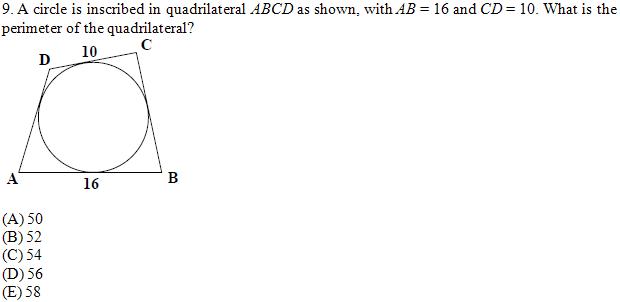 9. A circle is inscribed in quadrilateral ABCD as shown, with AB = 16 and CD = 10. What is the
perimeter of the quadrilateral?
C
10
D
A
B
16
(A) 50
(B) 52
(C) 54
(D) 56
(E) 58